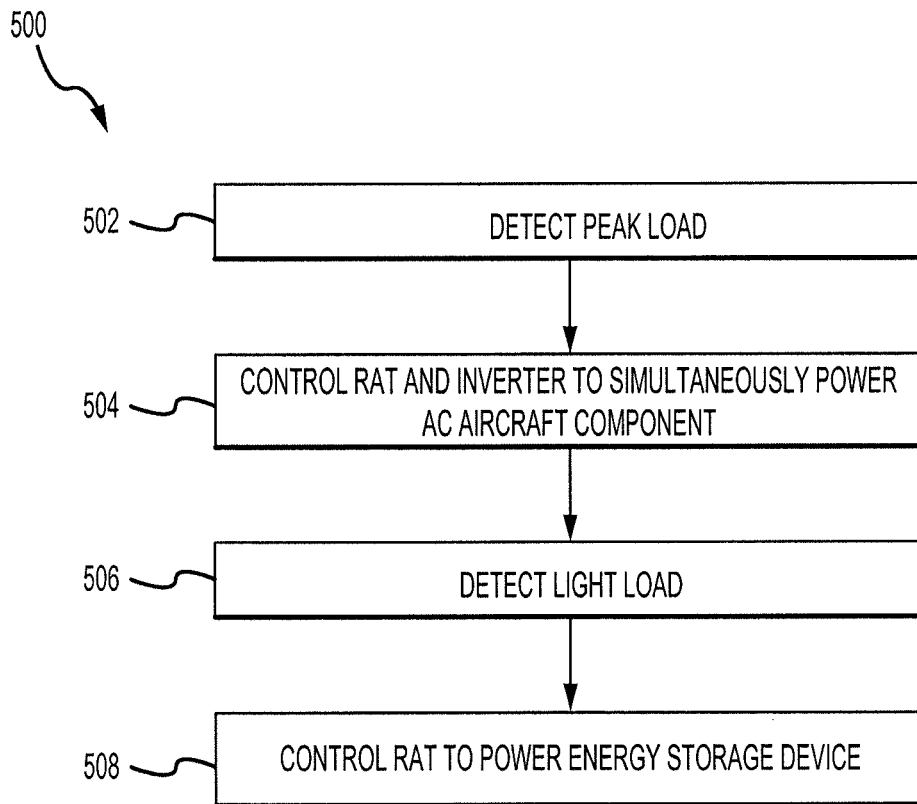 500
502
DETECT PEAK LOAD
504
CONTROL RAT AND INVERTER TO SIMULTANEOUSLY POWER
AC AIRCRAFT COMPONENT
506
DETECT LIGHT LOAD
508
CONTROL RAT TO POWER ENERGY STORAGE DEVICE